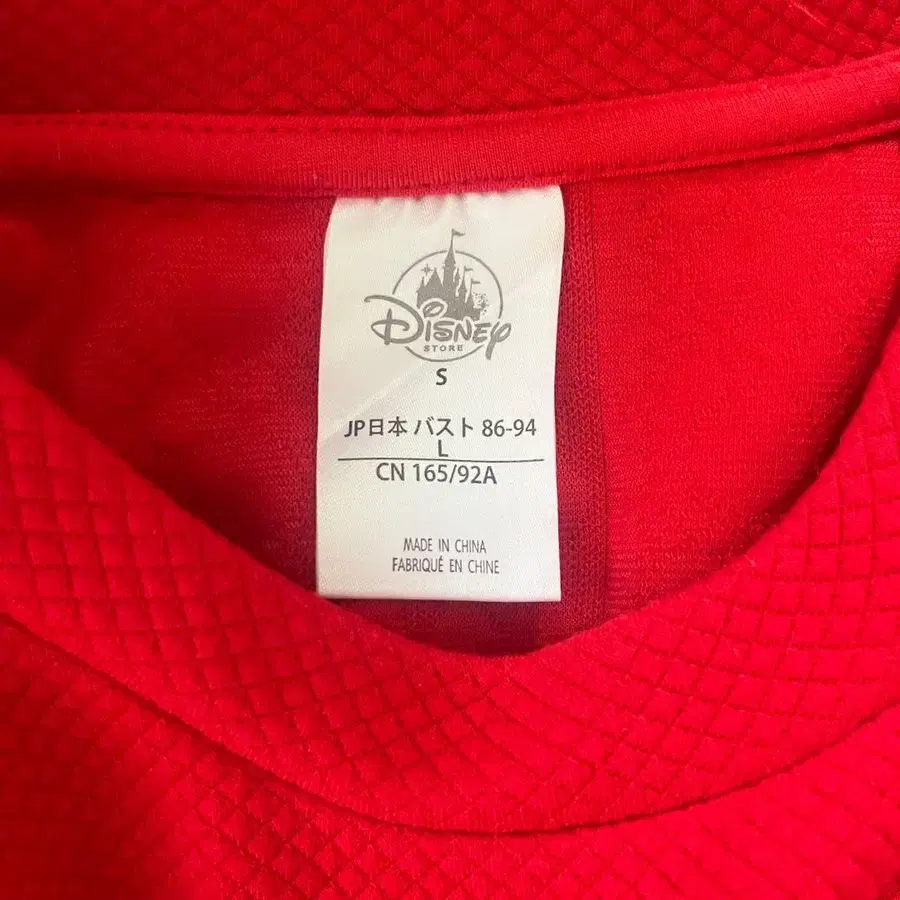 Disney
STORE
S
JP日本 バスト 86-94
L
CN 165/92A
MADE IN CHINA
FABRIQUÉ EN CHINE